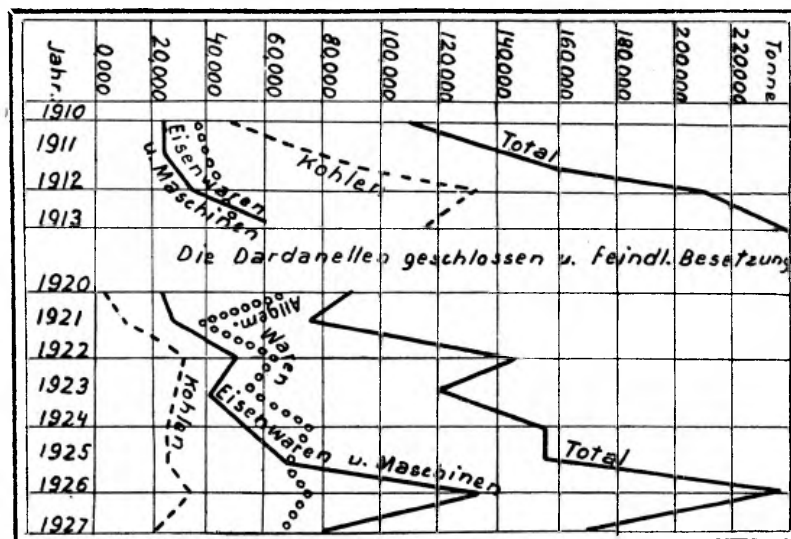 Jahr.
0,000
20,000
40,000
60,000
80,000
100,000
120,000
140,000
160,000
180,000
200,000
220,000
Tonne
1910
1911
1912
1913
Eisenwaren
u. Maschinen
Kohlen
Total
Die Dardanellen geschlossen u. feindl. Besetzung
1920
1921
1922
1923
1924
1925
1926
1927
Allgem.
Waren
Kohlen
Eisenwaren u. Maschinen
Total